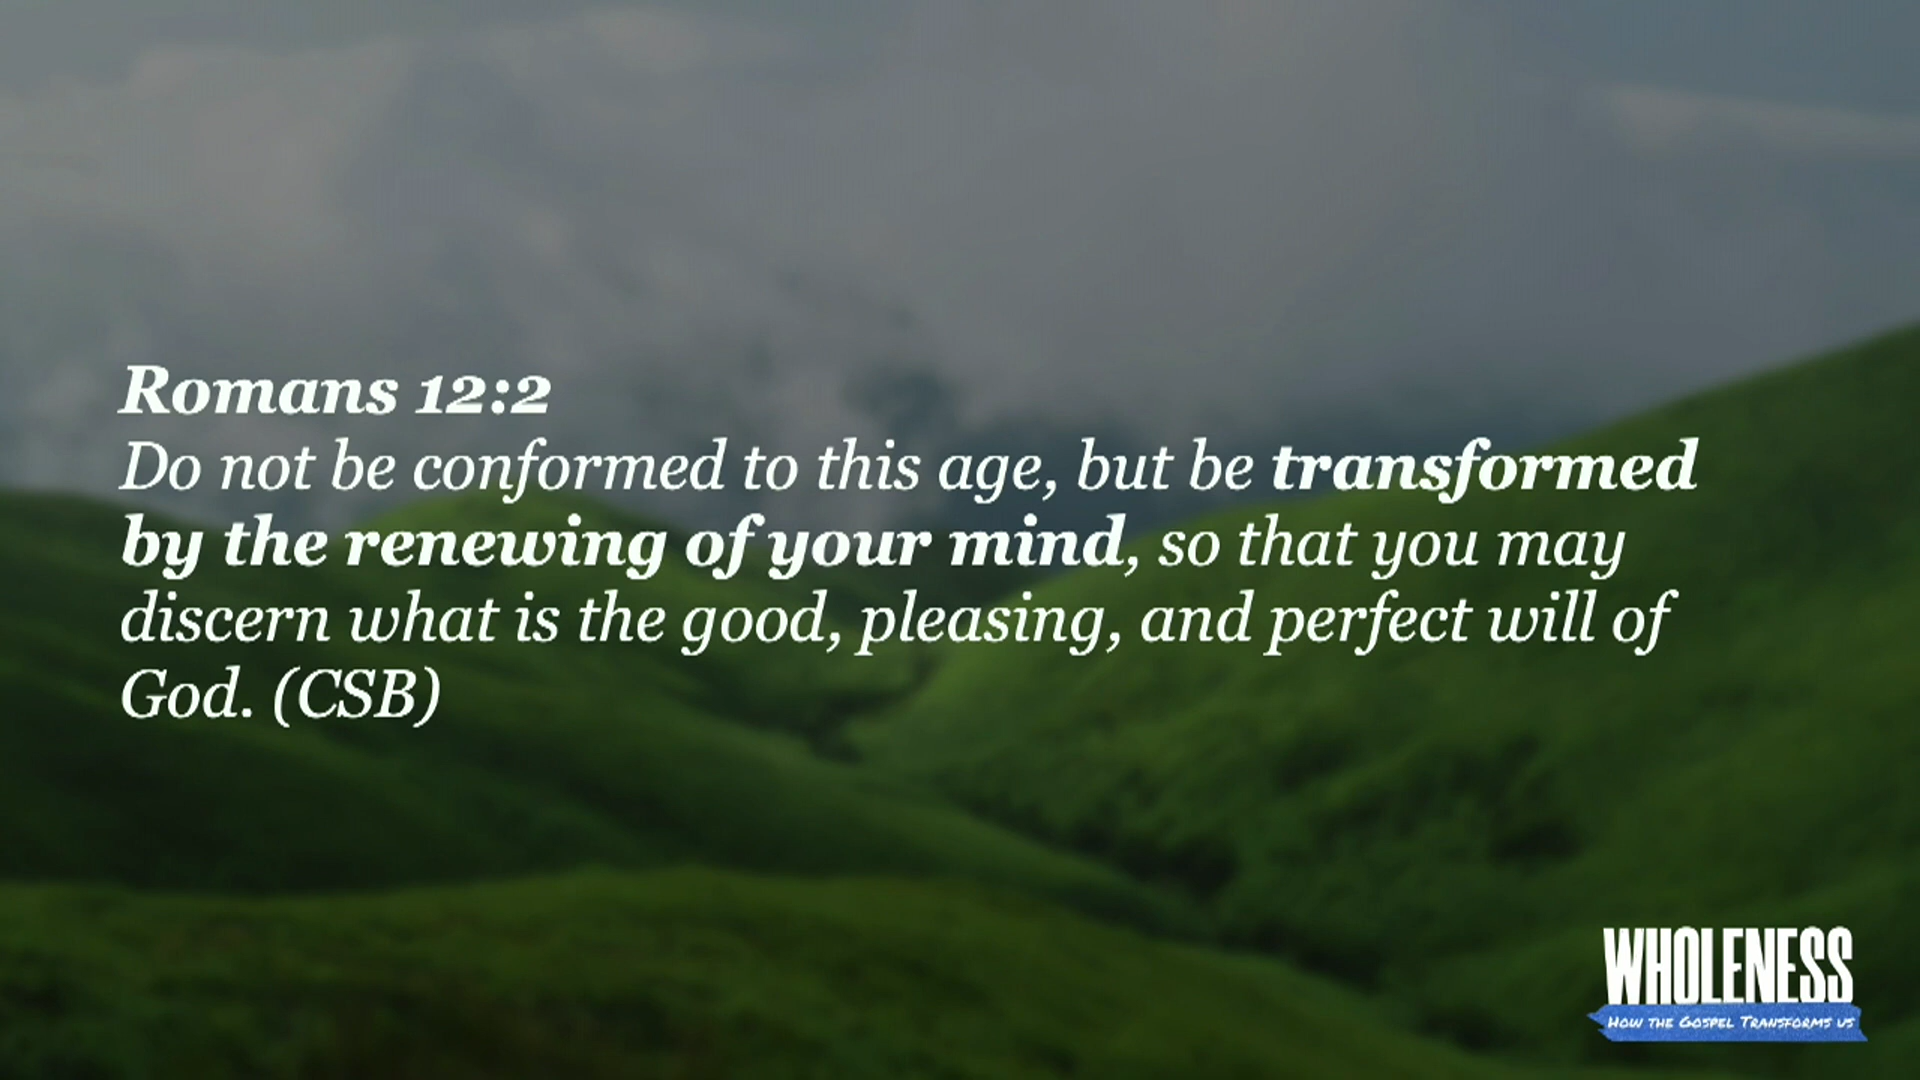 Romans 12:2
Do not be conformed to this age, but be transformed
by the renewing of your mind, so that you may
discern what is the good, pleasing, and perfect will of
God. (CSB)
WHOLENESS
HOW THE GOSPEL TRANSFORMS US